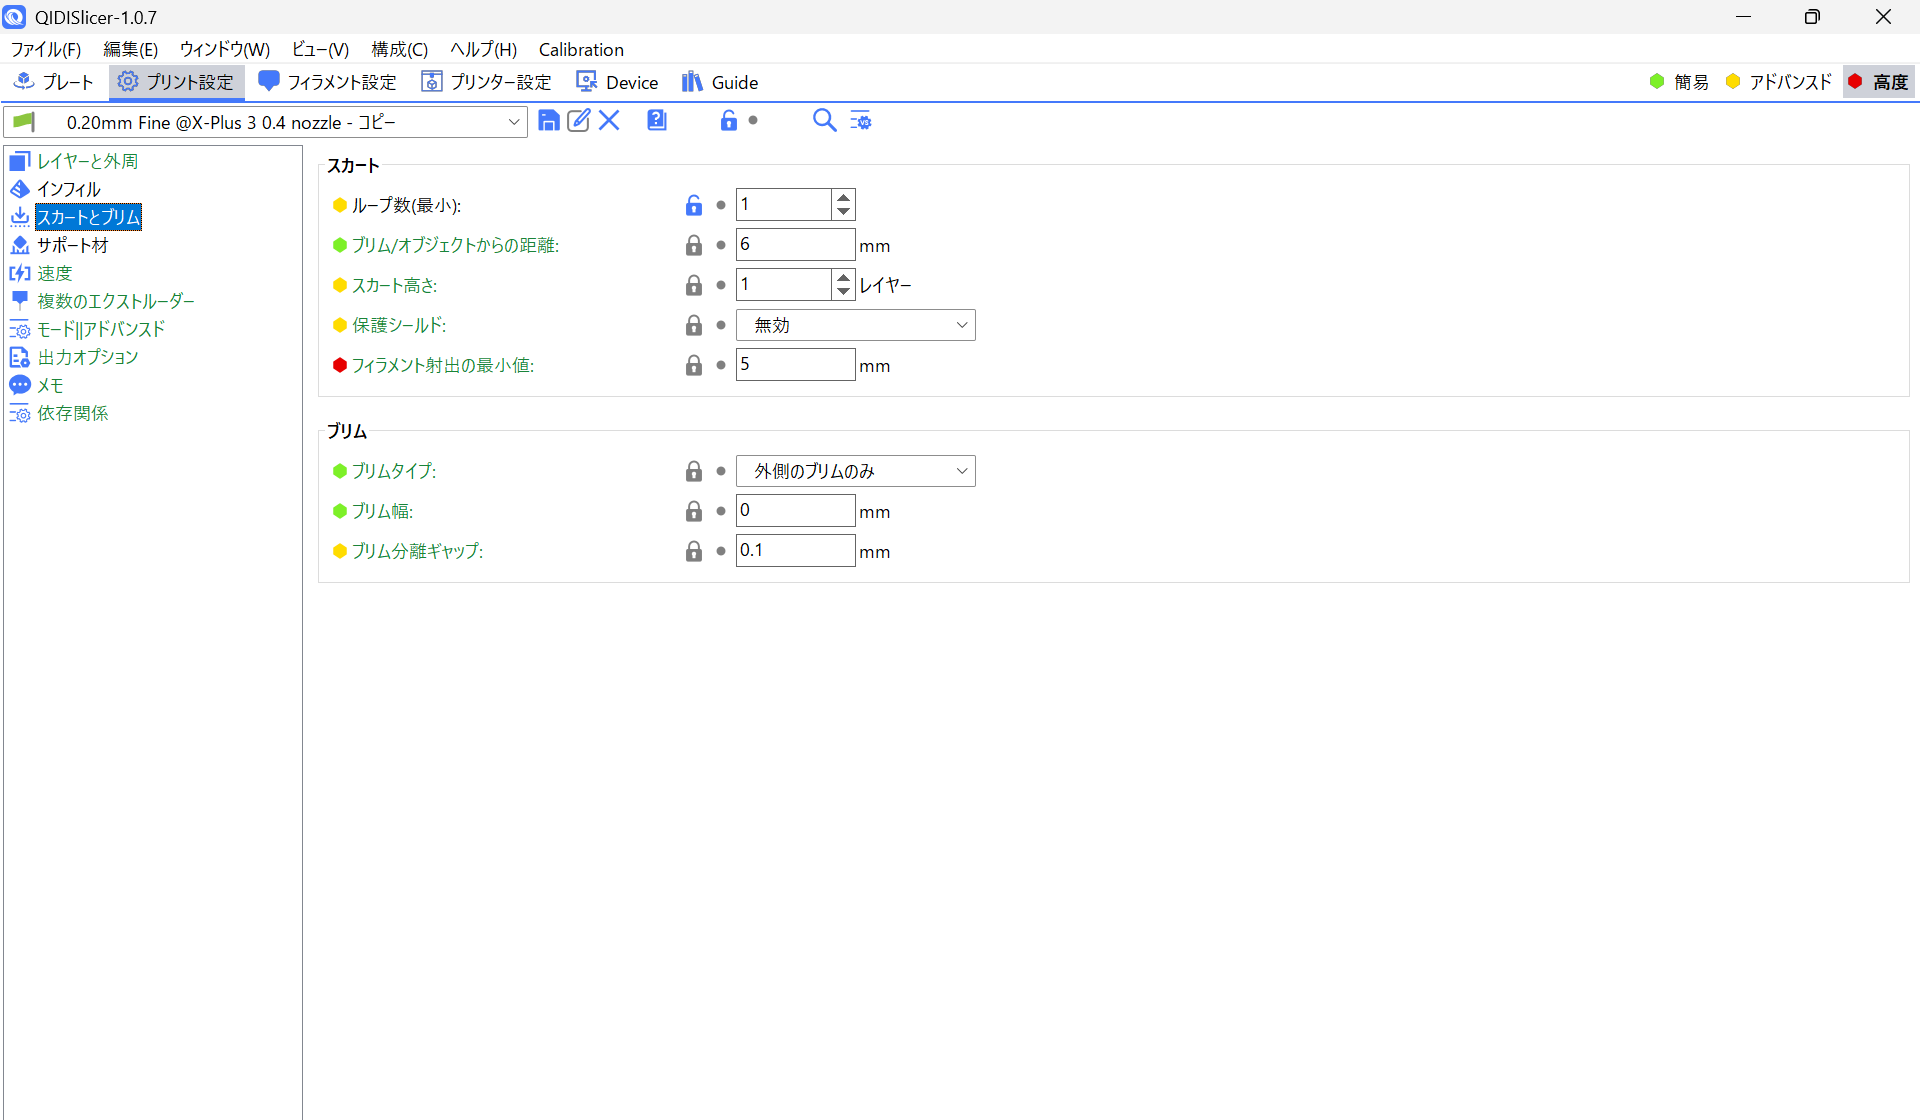 QIDISlicer-1.0.7
ファイル(F) 編集(E) ウィンドウ(W) ビュー(V) 構成(C) ヘルプ(H) Calibration
プレート プリント設定 フィラメント設定 プリンター設定 Device Guide 簡易 アドバンスド 高度
0.20mm Fine @X-Plus 3 0.4 nozzle - コピー
レイヤーと外周
インフィル
スカートとブリム
サポート材
速度
複数のエクストルーダー
モード||アドバンスド
出力オプション
メモ
依存関係
スカート
ループ数(最小): 1
ブリム/オブジェクトからの距離: 6 mm
スカート高さ: 1 レイヤー
保護シールド: 無効
フィラメント射出の最小値: 5 mm
ブリム
ブリムタイプ: 外側のブリムのみ
ブリム幅: 0 mm
ブリム分離ギャップ: 0.1 mm